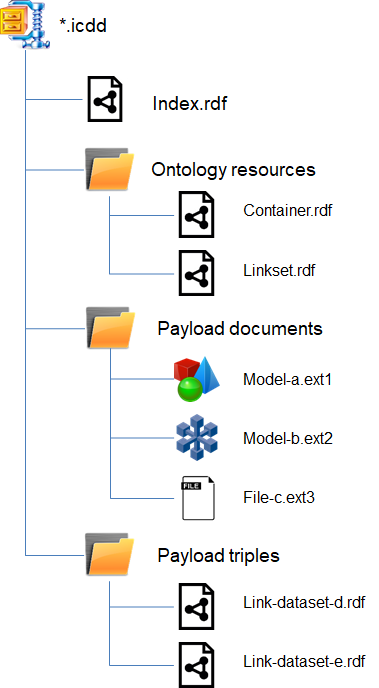 *.icdd
Index.rdf
Ontology resources
Container.rdf
Linkset.rdf
Payload documents
Model-a.ext1
Model-b.ext2
FILE
File-c.ext3
Payload triples
Link-dataset-d.rdf
Link-dataset-e.rdf